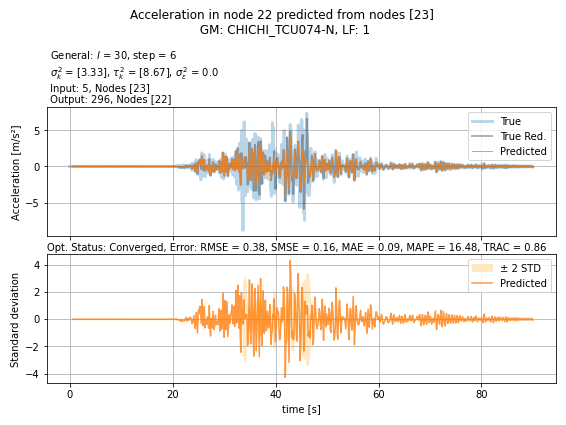 Acceleration in node 22 predicted from nodes [23]
GM: CHICHI_TCU074-N, LF: 1
General: l = 30, step = 6
σ²ₖ = [3.33], τ²ₖ = [8.67], σ²ε = 0.0
Input: 5, Nodes [23]
Output: 296, Nodes [22]
True
True Red.
Predicted
5
0
−5
Acceleration [m/s²]
Opt. Status: Converged, Error: RMSE = 0.38, SMSE = 0.16, MAE = 0.09, MAPE = 16.48, TRAC = 0.86
± 2 STD
Predicted
4
2
0
−2
−4
Standard deviation
0 20 40 60 80
time [s]